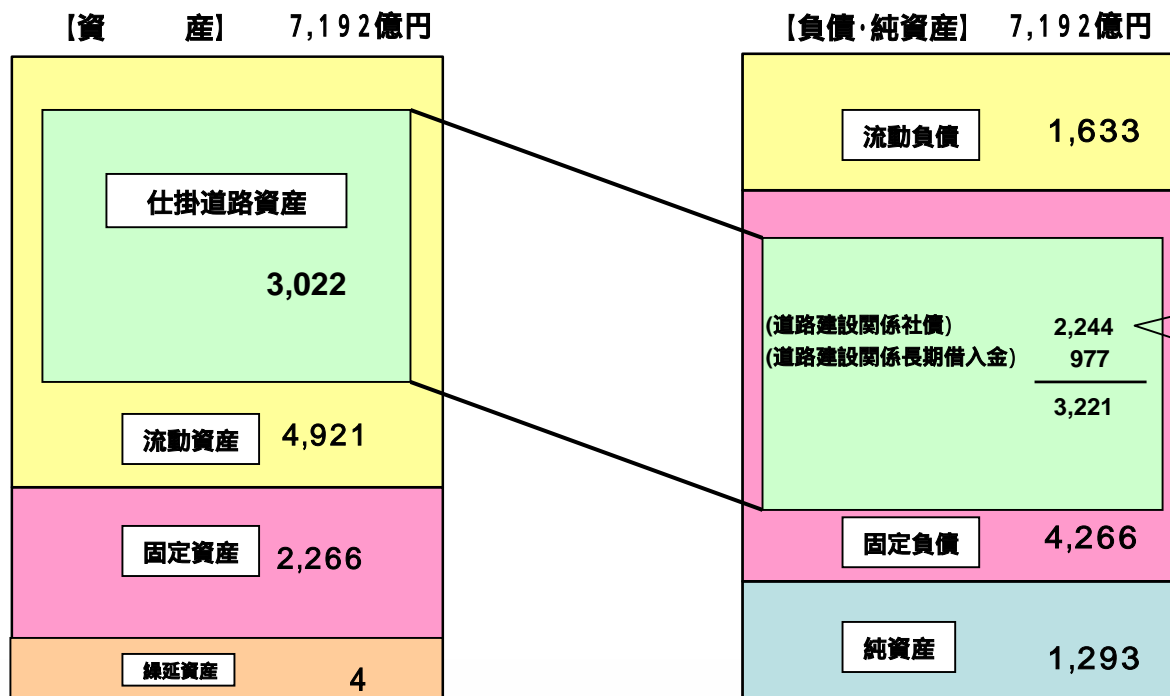 【資　　産】 7,192億円
仕掛道路資産
3,022
流動資産 4,921
固定資産 2,266
繰延資産 4
【負債・純資産】 7,192億円
流動負債 1,633
(道路建設関係社債) 2,244
(道路建設関係長期借入金) 977
3,221
固定負債 4,266
純資産 1,293